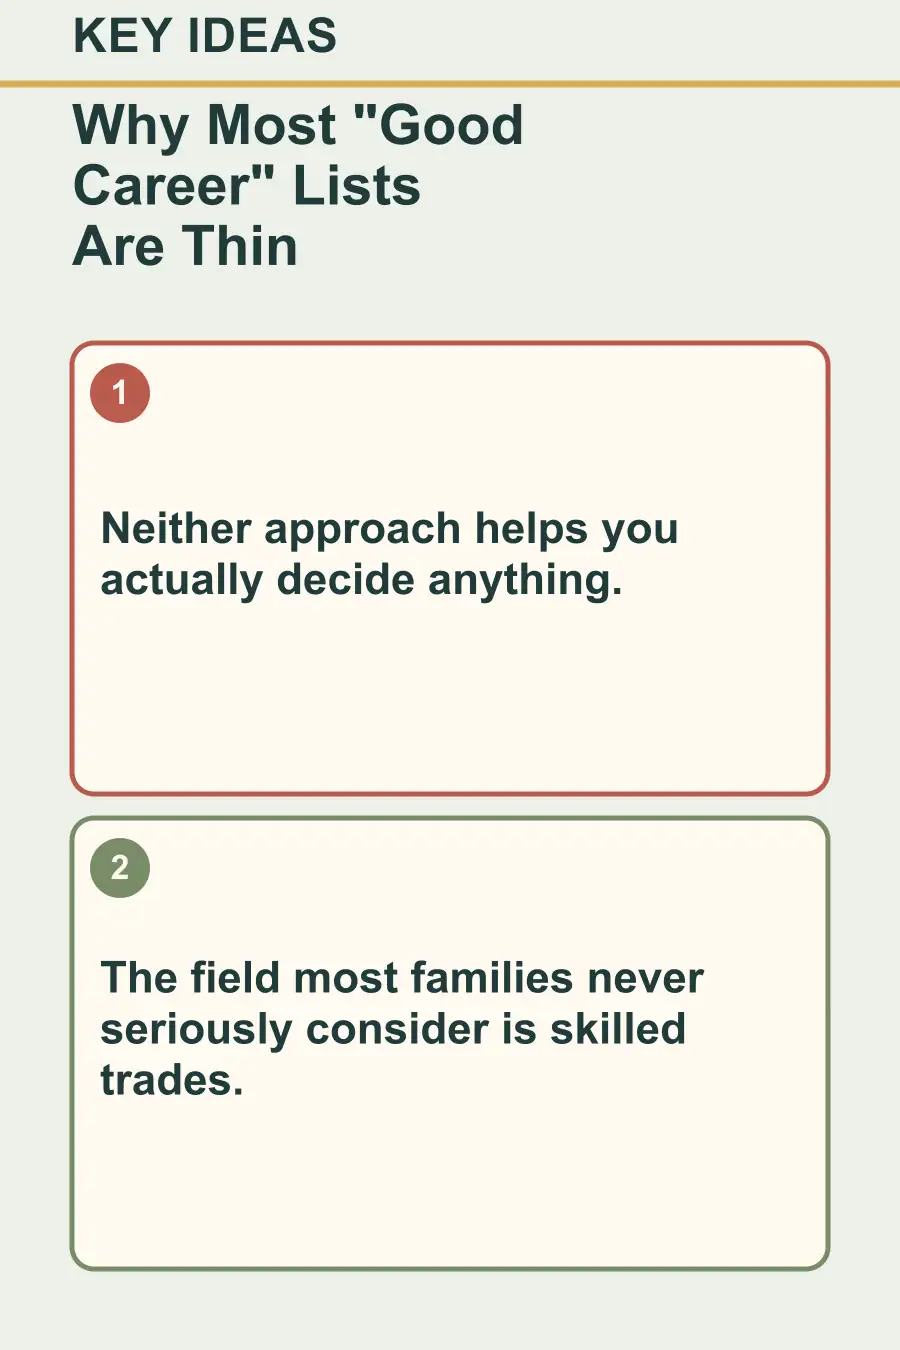 KEY IDEAS
Why Most "Good
Career" Lists
Are Thin
1
Neither approach helps you
actually decide anything.
2
The field most families never
seriously consider is skilled
trades.